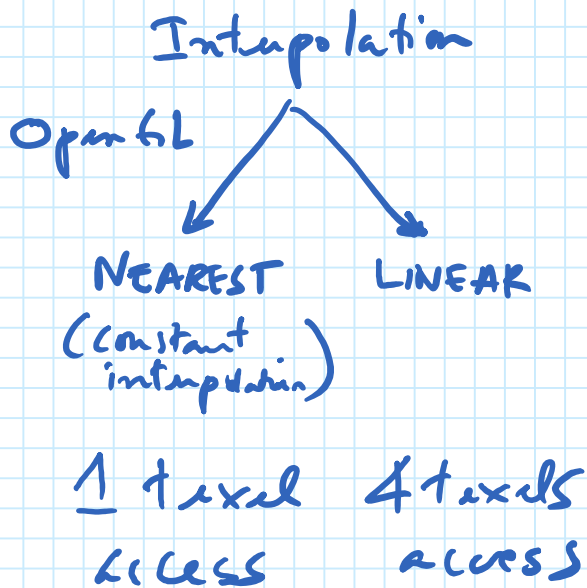 Interpolation
OpenGL
NEAREST LINEAR
(constant
interpolation)
1 texel 4 texels
access access